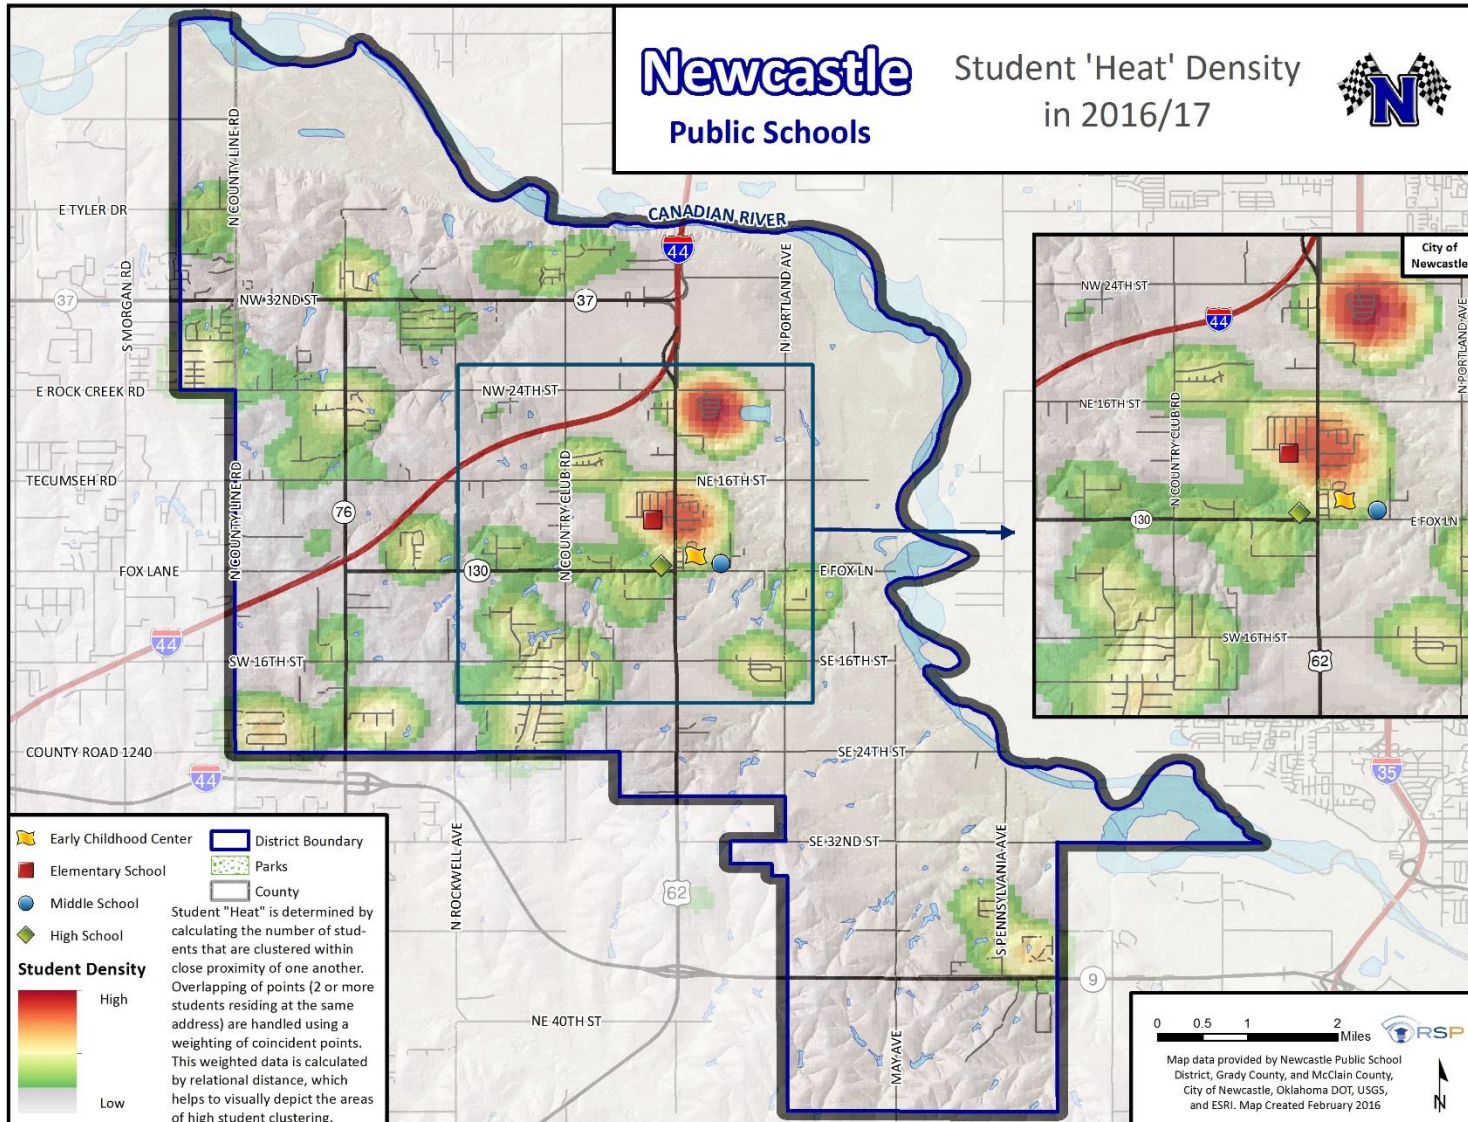 Newcastle
Public Schools
Student 'Heat' Density
in 2016/17
N
CANADIAN RIVER
44
N COUNTY LINE RD
E TYLER DR
S MORGAN RD
37
NW 32ND ST
37
N PORTLAND AVE
E ROCK CREEK RD
NW 24TH ST
TECUMSEH RD
N COUNTY LINE RD
76
N COUNTRY CLUB RD
NE 16TH ST
FOX LANE
130
E FOX LN
44
SW 16TH ST
SE 16TH ST
COUNTY ROAD 1240
44
SE 24TH ST
SE 32ND ST
N ROCKWELL AVE
62
S PENNSYLVANIA AVE
9
NE 40TH ST
MAY AVE
35
City of
Newcastle
NW 24TH ST
44
N PORTLAND AVE
NE 16TH ST
N COUNTRY CLUB RD
130
E FOX LN
SW 16TH ST
62
Early Childhood Center
Elementary School
Middle School
High School
District Boundary
Parks
County
Student Density
High
Low
Student "Heat" is determined by
calculating the number of stud-
ents that are clustered within
close proximity of one another.
Overlapping of points (2 or more
students residing at the same
address) are handled using a
weighting of coincident points.
This weighted data is calculated
by relational distance, which
helps to visually depict the areas
of high student clustering.
0 0.5 1 2
Miles
RSP
Map data provided by Newcastle Public School
District, Grady County, and McClain County,
City of Newcastle, Oklahoma DOT, USGS,
and ESRI. Map Created February 2016
N